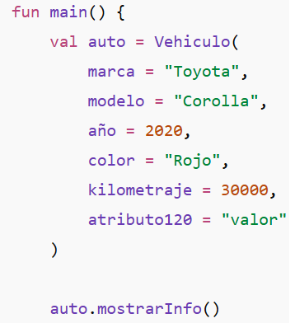 fun main() {
    val auto = Vehiculo(
        marca = "Toyota",
        modelo = "Corolla",
        año = 2020,
        color = "Rojo",
        kilometraje = 30000,
        atributo120 = "valor"
    )

    auto.mostrarInfo()